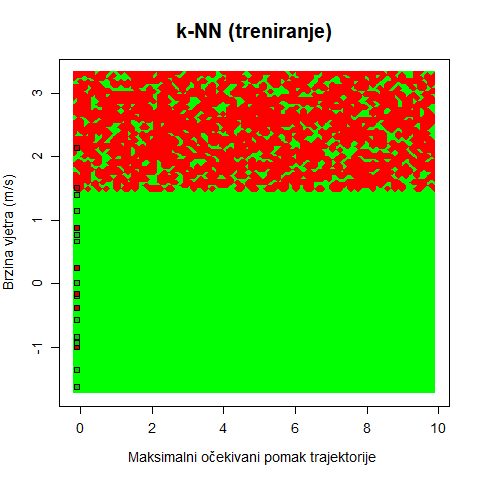 k-NN (treniranje)
Brzina vjetra (m/s)
3
2
1
0
-1
0 2 4 6 8 10
Maksimalni očekivani pomak trajektorije